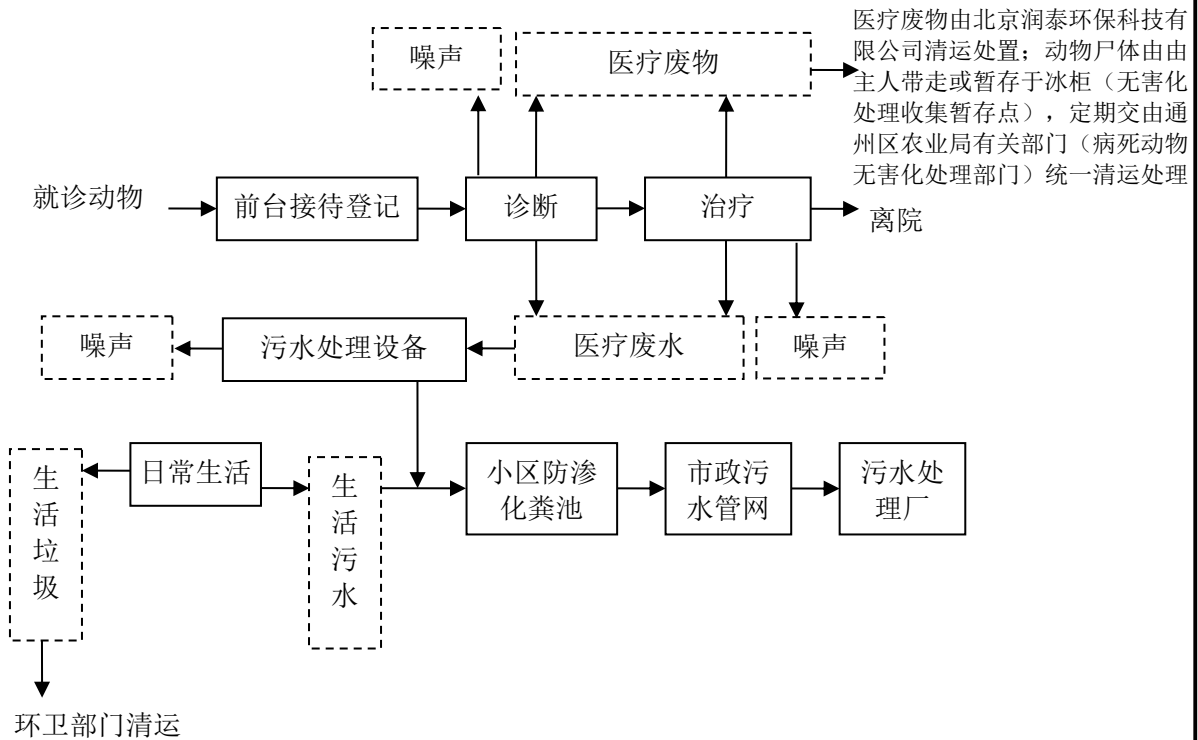 医疗废物由北京润泰环保科技有
限公司清运处置；动物尸体由由
主人带走或暂存于冰柜（无害化
处理收集暂存点），定期交由通
州区农业局有关部门（病死动物
无害化处理部门）统一清运处理
噪声
医疗废物
就诊动物
前台接待登记
诊断
治疗
离院
噪声
污水处理设备
医疗废水
噪声
生
活
垃
圾
日常生活
生
活
污
水
小区防渗
化粪池
市政污
水管网
污水处
理厂
环卫部门清运